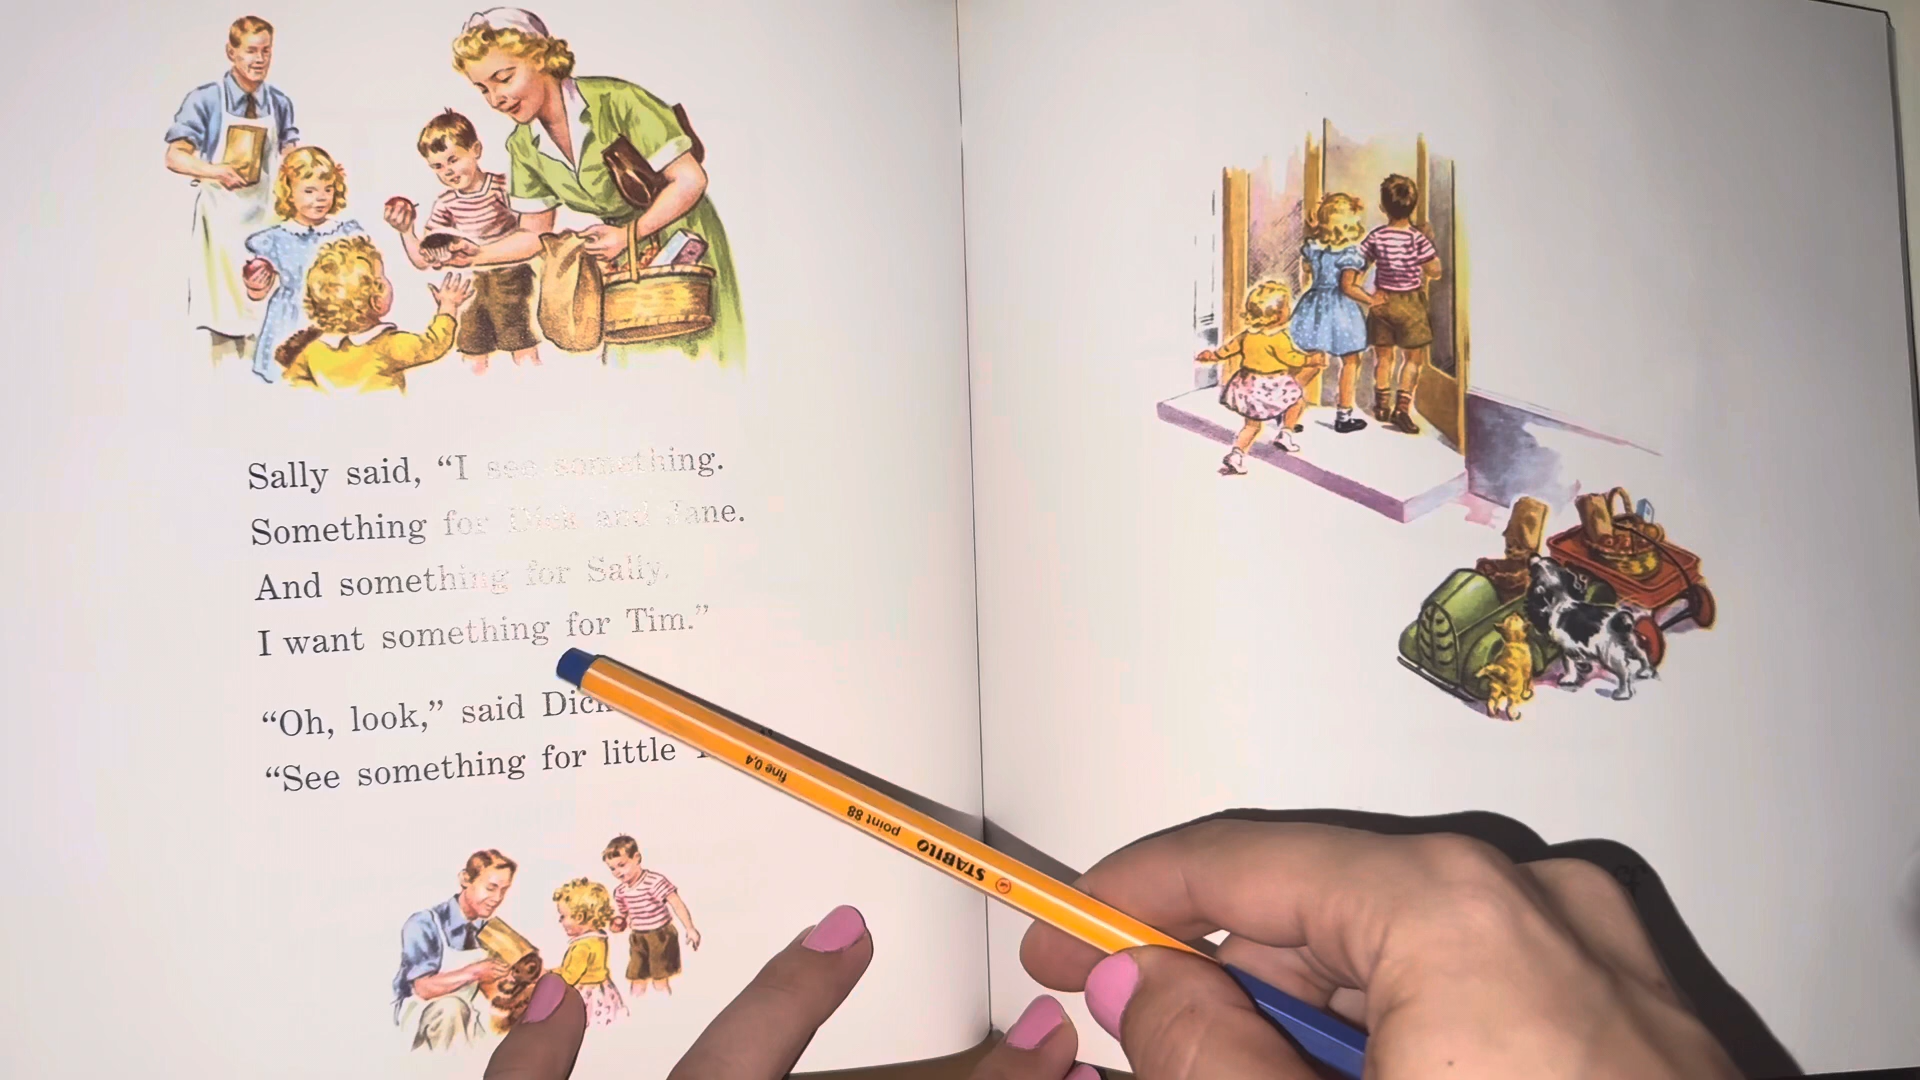 Sally said, “I see something.
Something for Dick and Jane.
And something for Sally.
I want something for Tim.”
“Oh, look,” said Dick
“See something for little
STABILO point 88 fine 0,4